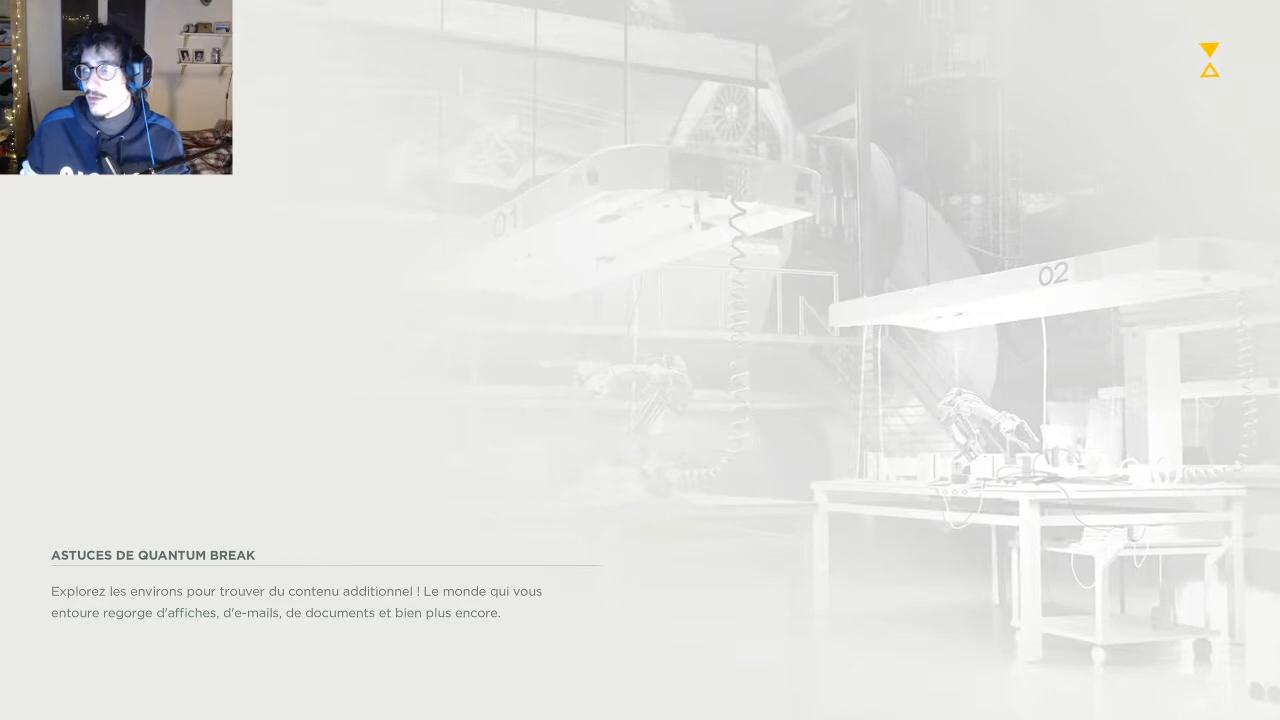 01
02
ASTUCES DE QUANTUM BREAK
Explorez les environs pour trouver du contenu additionnel ! Le monde qui vous
entoure regorge d'affiches, d'e-mails, de documents et bien plus encore.